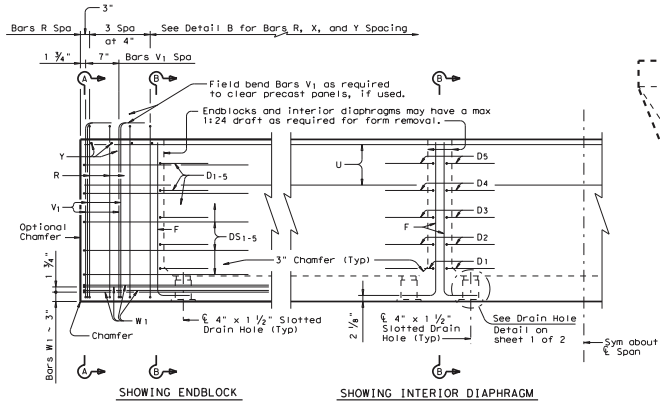 3"
Bars R Spa
3 Spa
at 4"
See Detail B for Bars R, X, and Y Spacing
1 ¾"
7"
Bars V1 Spa
A
B
B
Field bend Bars V1 as required
to clear precast panels, if used.
Endblocks and interior diaphragms may have a max
1:24 draft as required for form removal.
Y
R
V1
Optional
Chamfer
D1-5
F
DS1-5
U
F
D5
D4
D3
D2
D1
3" Chamfer (Typ)
1 ¾"
Bars W1 ~ 3"
W1
Chamfer
℄ 4" x 1 ½" Slotted
Drain Hole (Typ)
2 ⅛"
℄ 4" x 1 ½"
Slotted Drain
Hole (Typ)
See Drain Hole
Detail on
sheet 1 of 2
Sym about
℄ Span
A
B
B
SHOWING ENDBLOCK
SHOWING INTERIOR DIAPHRAGM